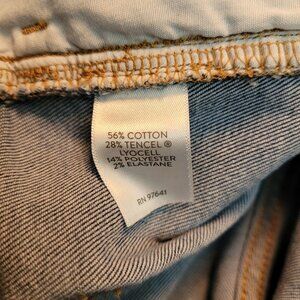 56% COTTON
28% TENCEL®
LYOCELL
14% POLYESTER
2% ELASTANE
RN 97641